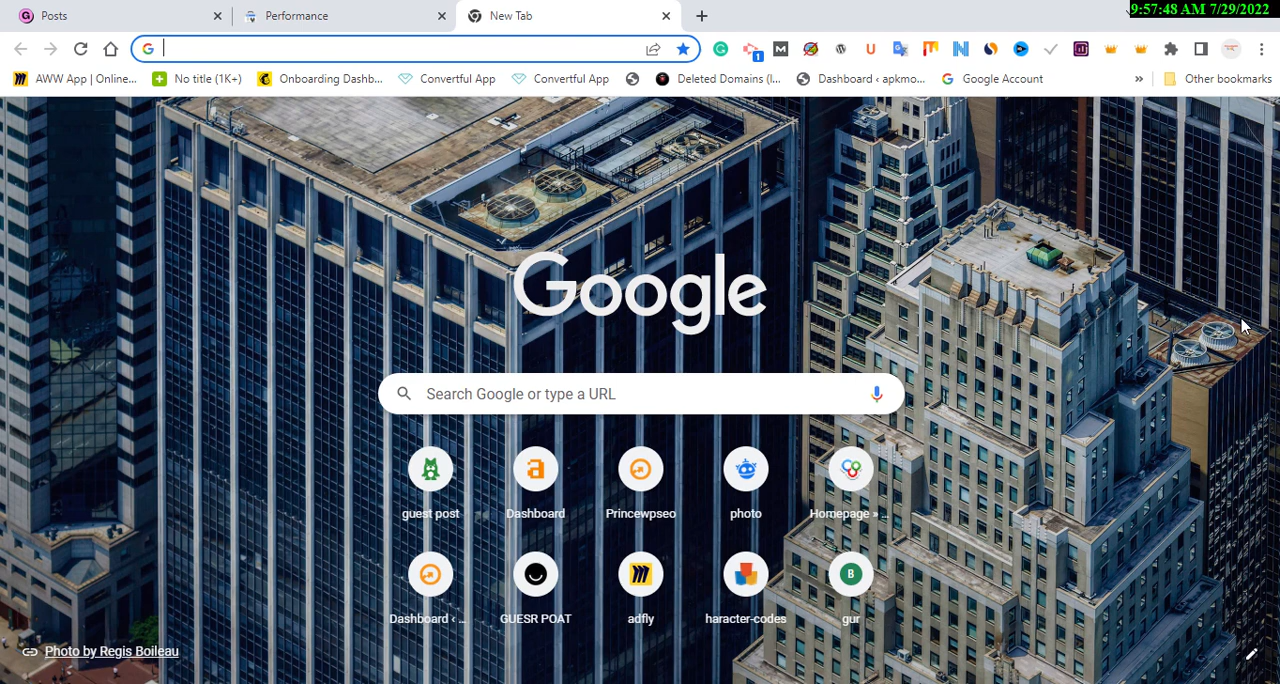 Posts
Performance
New Tab
9:57:48 AM 7/29/2022
1
AWW App | Online...
No title (1K+)
Onboarding Dashb...
Convertful App
Convertful App
Deleted Domains (l...
Dashboard ‹ apkmo...
Google Account
»
Other bookmarks
Google
Search Google or type a URL
guest post
Dashboard
Princewpseo
photo
Homepage » ...
B
Dashboard ‹ ...
GUESR POAT
adfly
haracter-codes
gur
Photo by Regis Boileau